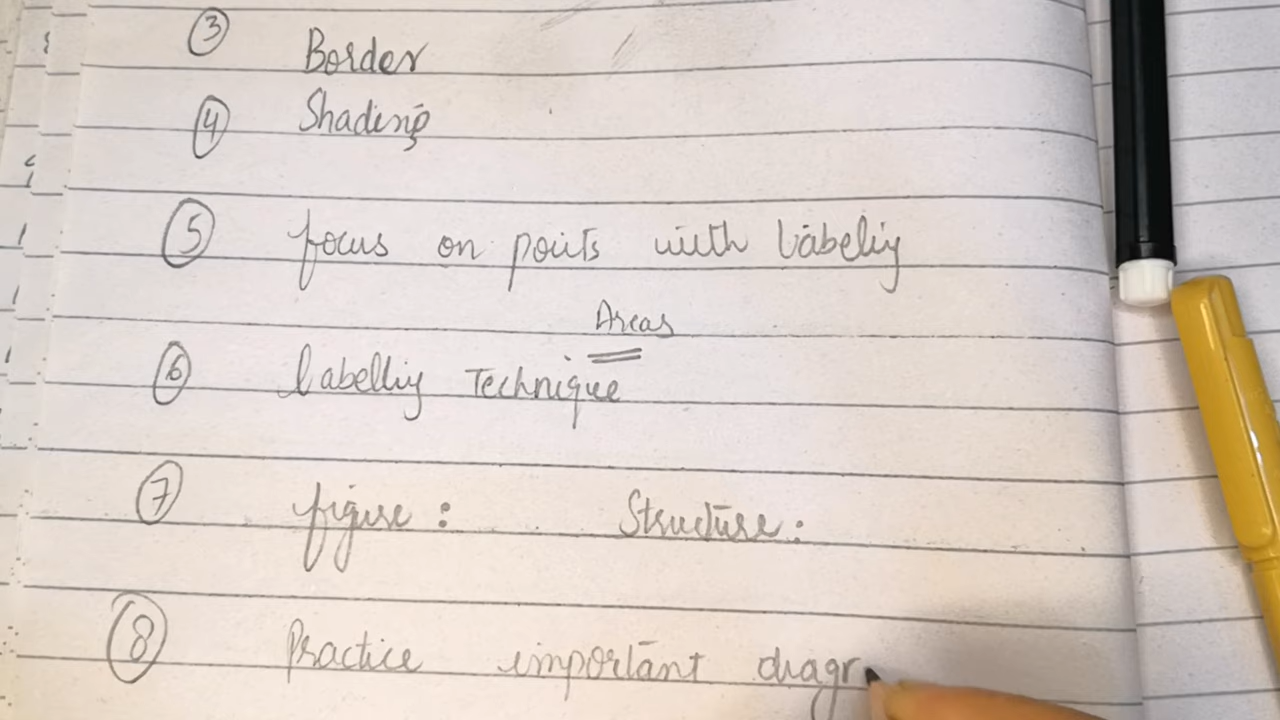 3 Border
4 Shading
5 focus on points with labeling
Areas
6 labelling Technique
7 figure : Structure :
8 Practice important diagr